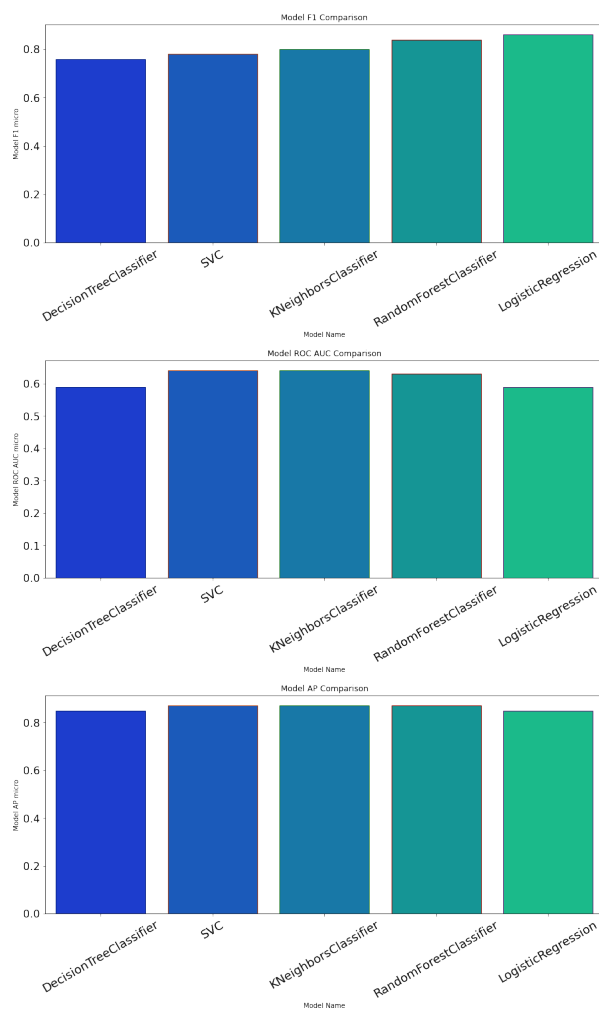 Model F1 Comparison
Model F1 micro
0.8
0.6
0.4
0.2
0.0
DecisionTreeClassifier
SVC
KNeighborsClassifier
RandomForestClassifier
LogisticRegression
Model Name
Model ROC AUC Comparison
Model ROC AUC micro
0.6
0.5
0.4
0.3
0.2
0.1
0.0
DecisionTreeClassifier
SVC
KNeighborsClassifier
RandomForestClassifier
LogisticRegression
Model Name
Model AP Comparison
Model AP micro
0.8
0.6
0.4
0.2
0.0
DecisionTreeClassifier
SVC
KNeighborsClassifier
RandomForestClassifier
LogisticRegression
Model Name